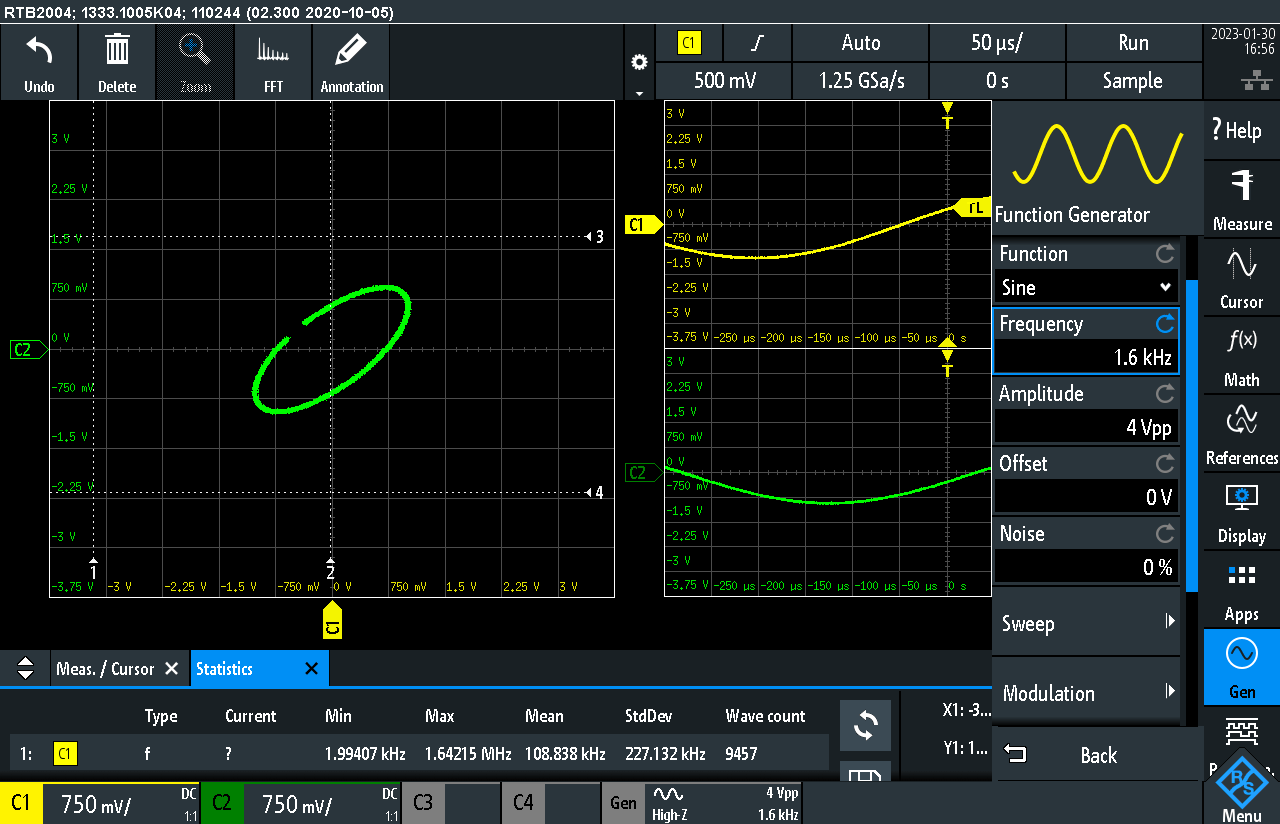 RTB2004; 1333.1005K04; 110244 (02.300 2020-10-05)
Undo
Delete
Zoom
FFT
Annotation
C1
Auto
50 µs/
Run
500 mV
1.25 GSa/s
0 s
Sample
2023-01-30
16:56
3 V
2.25 V
1.5 V
750 mV
0 V
-750 mV
-1.5 V
-2.25 V
-3 V
-3.75 V
-3 V
-2.25 V
-1.5 V
-750 mV
0 V
750 mV
1.5 V
2.25 V
3 V
1
2
3
4
C2
C1
3 V
2.25 V
1.5 V
750 mV
0 V
-750 mV
-1.5 V
-2.25 V
-3 V
-3.75 V
-250 µs
-200 µs
-150 µs
-100 µs
-50 µs
0 s
T
TL
C1
3 V
2.25 V
1.5 V
750 mV
0 V
-750 mV
-1.5 V
-2.25 V
-3 V
-3.75 V
-250 µs
-200 µs
-150 µs
-100 µs
-50 µs
0 s
T
C2
Function Generator
Function
Sine
Frequency
1.6 kHz
Amplitude
4 Vpp
Offset
0 V
Noise
0 %
Sweep
Modulation
Back
? Help
Measure
Cursor
f(x)
Math
References
Display
Apps
Gen
R&S
Menu
Meas. / Cursor
Statistics
Type Current Min Max Mean StdDev Wave count
1: C1 f ? 1.99407 kHz 1.64215 MHz 108.838 kHz 227.132 kHz 9457
X1: -3...
Y1: 1...
C1 750 mV/ DC 1:1
C2 750 mV/ DC 1:1
C3
C4
Gen
High-Z
4 Vpp
1.6 kHz